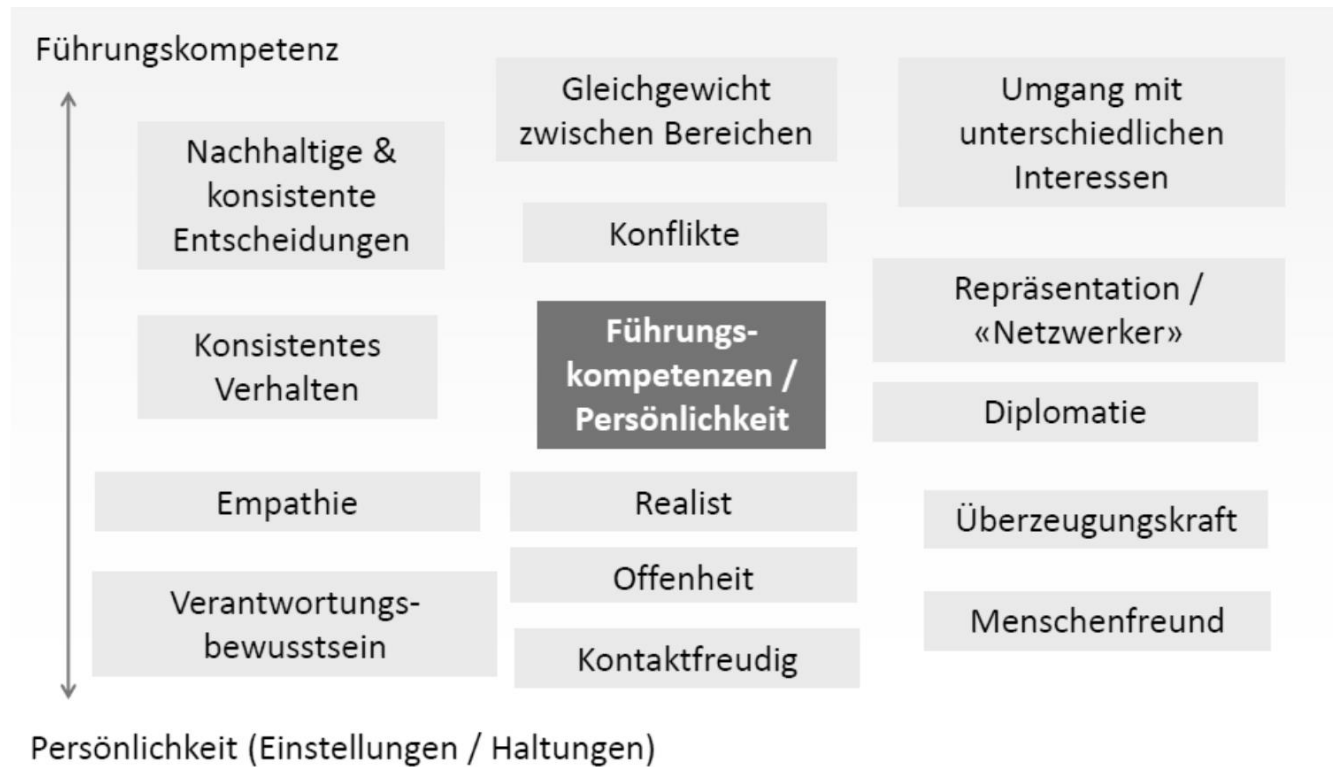 Führungskompetenz
Gleichgewicht
zwischen Bereichen
Umgang mit
unterschiedlichen
Interessen
Nachhaltige &
konsistente
Entscheidungen
Konflikte
Repräsentation /
«Netzwerker»
Konsistentes
Verhalten
Führungs-
kompetenzen /
Persönlichkeit
Diplomatie
Empathie
Realist
Überzeugungskraft
Offenheit
Verantwortungs-
bewusstsein
Menschenfreund
Kontaktfreudig
Persönlichkeit (Einstellungen / Haltungen)